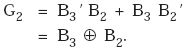 G₂ = B₃′ B₂ + B₃ B₂′
= B₃ ⊕ B₂.